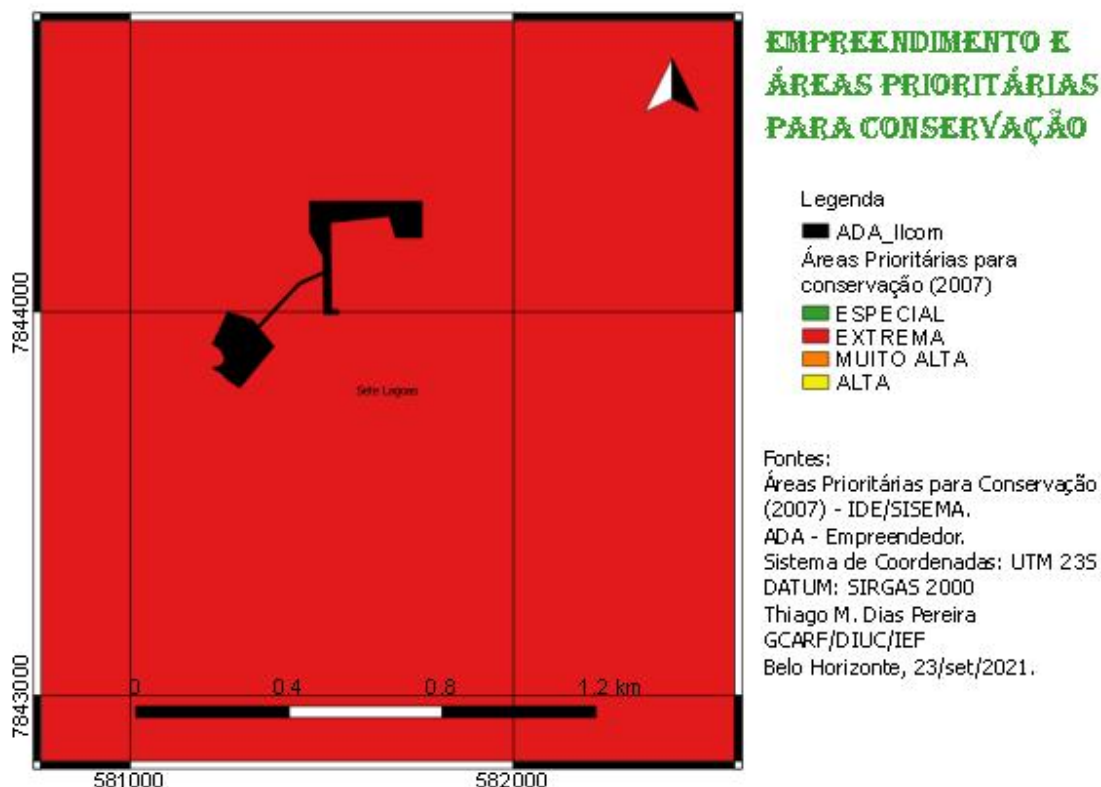 EMPREENDIMENTO E
ÁREAS PRIORITÁRIAS
PARA CONSERVAÇÃO
Legenda
ADA_Ilcom
Áreas Prioritárias para
conservação (2007)
ESPECIAL
EXTREMA
MUITO ALTA
ALTA
Fontes:
Áreas Prioritárias para Conservação
(2007) - IDE/SISEMA.
ADA - Empreendedor.
Sistema de Coordenadas: UTM 23S
DATUM: SIRGAS 2000
Thiago M. Dias Pereira
GCARF/DIUC/IEF
Belo Horizonte, 23/set/2021.
7844000
Sete Lagoas
7843000
0 0.4 0.8 1.2 km
581000 582000